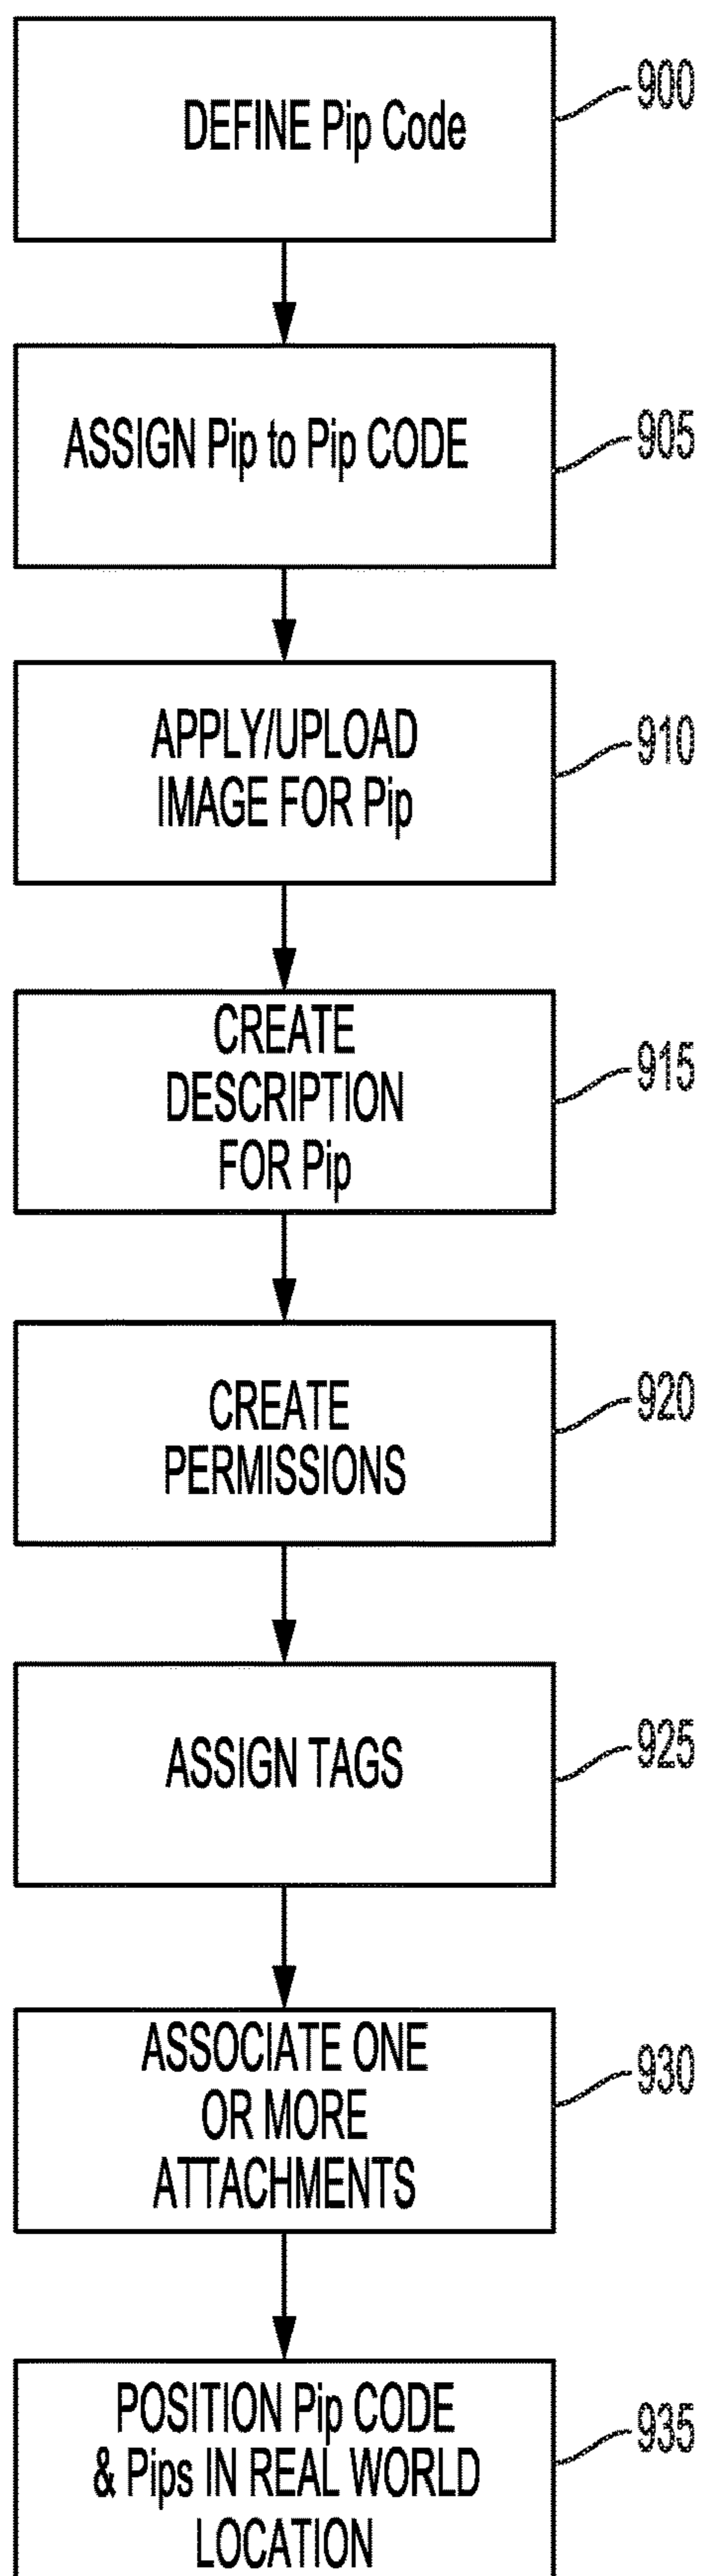 DEFINE Pip Code
900
ASSIGN Pip to Pip CODE
905
APPLY/UPLOAD
IMAGE FOR Pip
910
CREATE
DESCRIPTION
FOR Pip
915
CREATE
PERMISSIONS
920
ASSIGN TAGS
925
ASSOCIATE ONE
OR MORE
ATTACHMENTS
930
POSITION Pip CODE
& Pips IN REAL WORLD
LOCATION
935